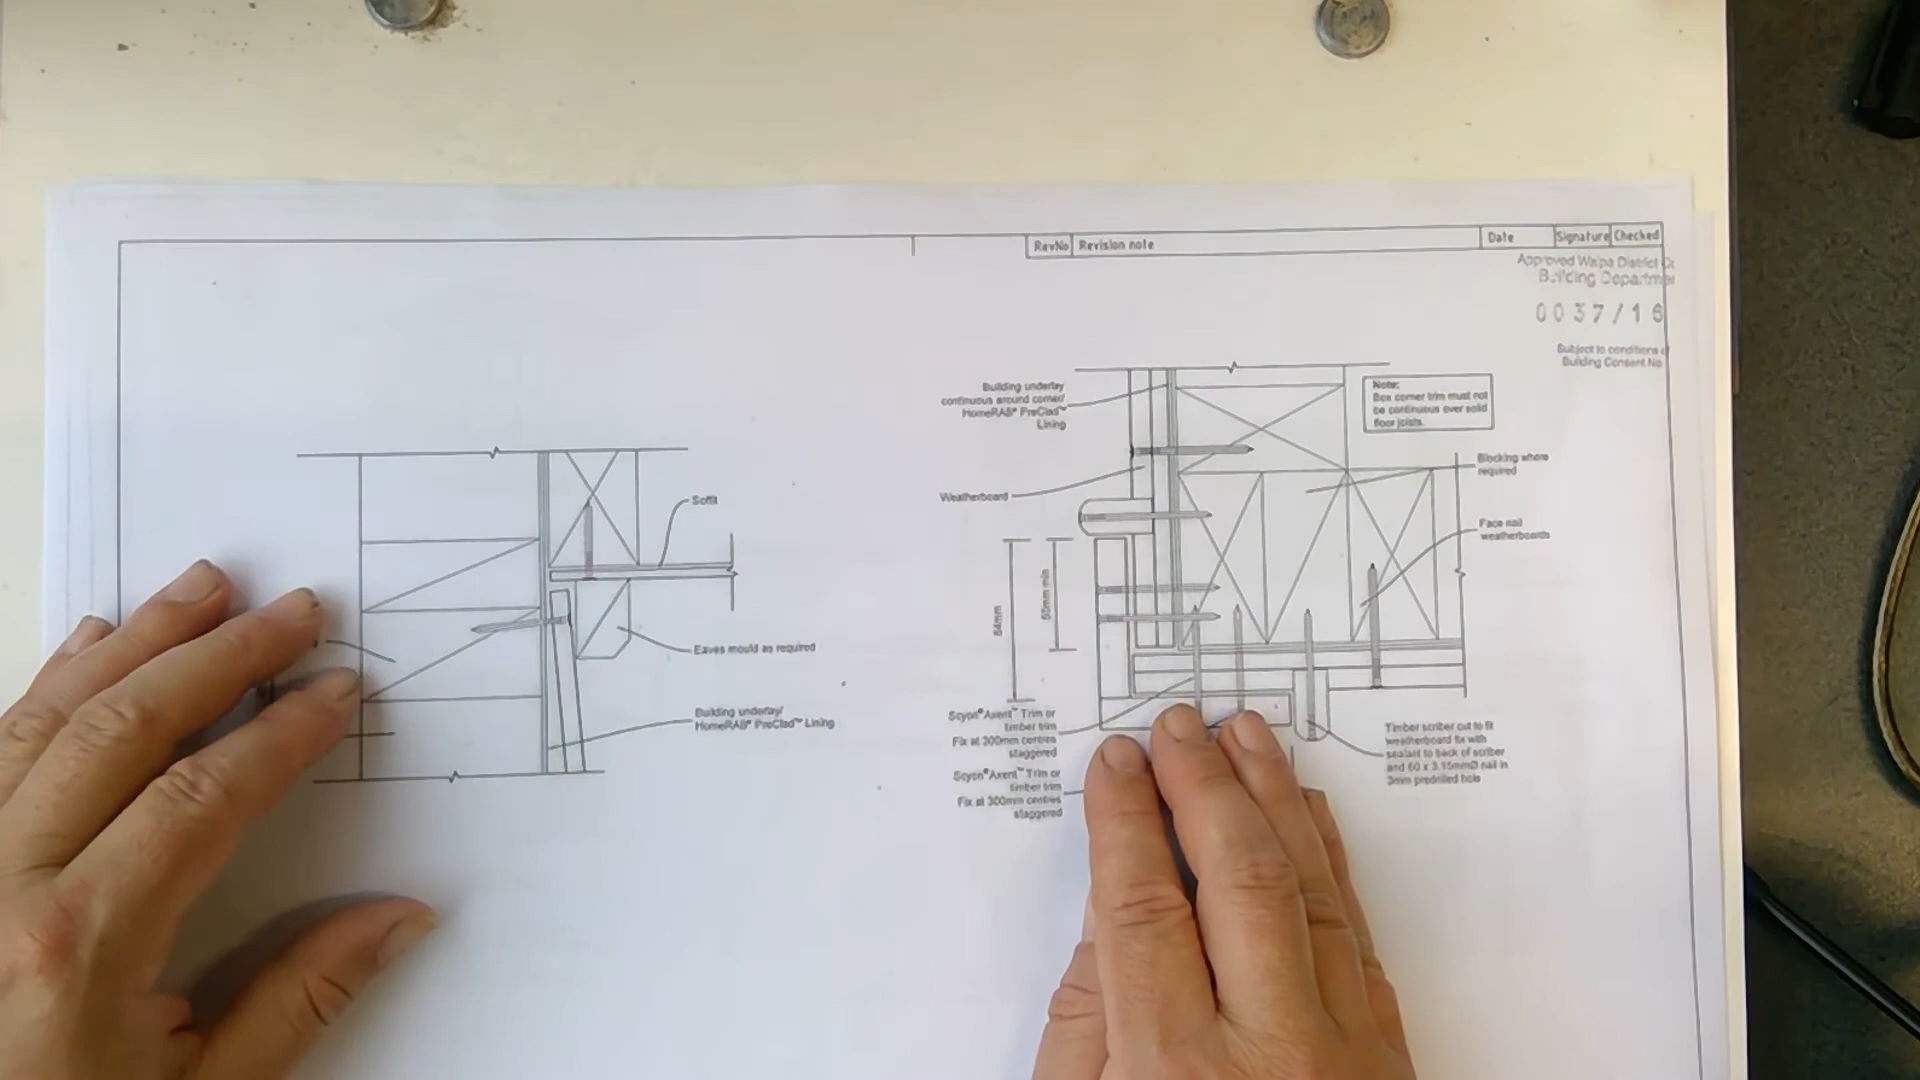 RevNo Revision note Date Signature Checked
Approved Waipa District Co
Building Departmen
0037/16
Subject to conditions of
Building Consent No
Soffit
Eaves mould as required
Building underlay/
HomeRAB® PreClad™ Lining
Building underlay
continuous around corner/
HomeRAB® PreClad™
Lining
Weatherboard
Note:
Box corner trim must not
be continuous over solid
floor joists.
Blocking where
required
Face nail
weatherboards
84mm
50mm min
Scyon® Axent™ Trim or
timber trim
Fix at 300mm centres
staggered
Scyon® Axent™ Trim or
timber trim
Fix at 300mm centres
staggered
Timber scriber cut to fit
weatherboard fix with
sealant to back of scriber
and 60 x 3.15mmØ nail in
3mm predrilled hole